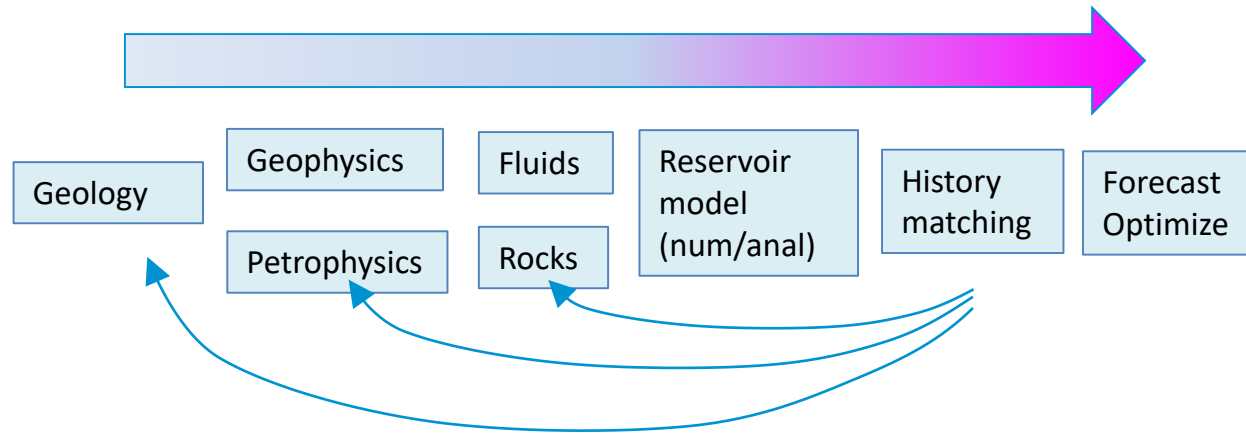 Geology
Geophysics
Petrophysics
Fluids
Rocks
Reservoir
model
(num/anal)
History
matching
Forecast
Optimize